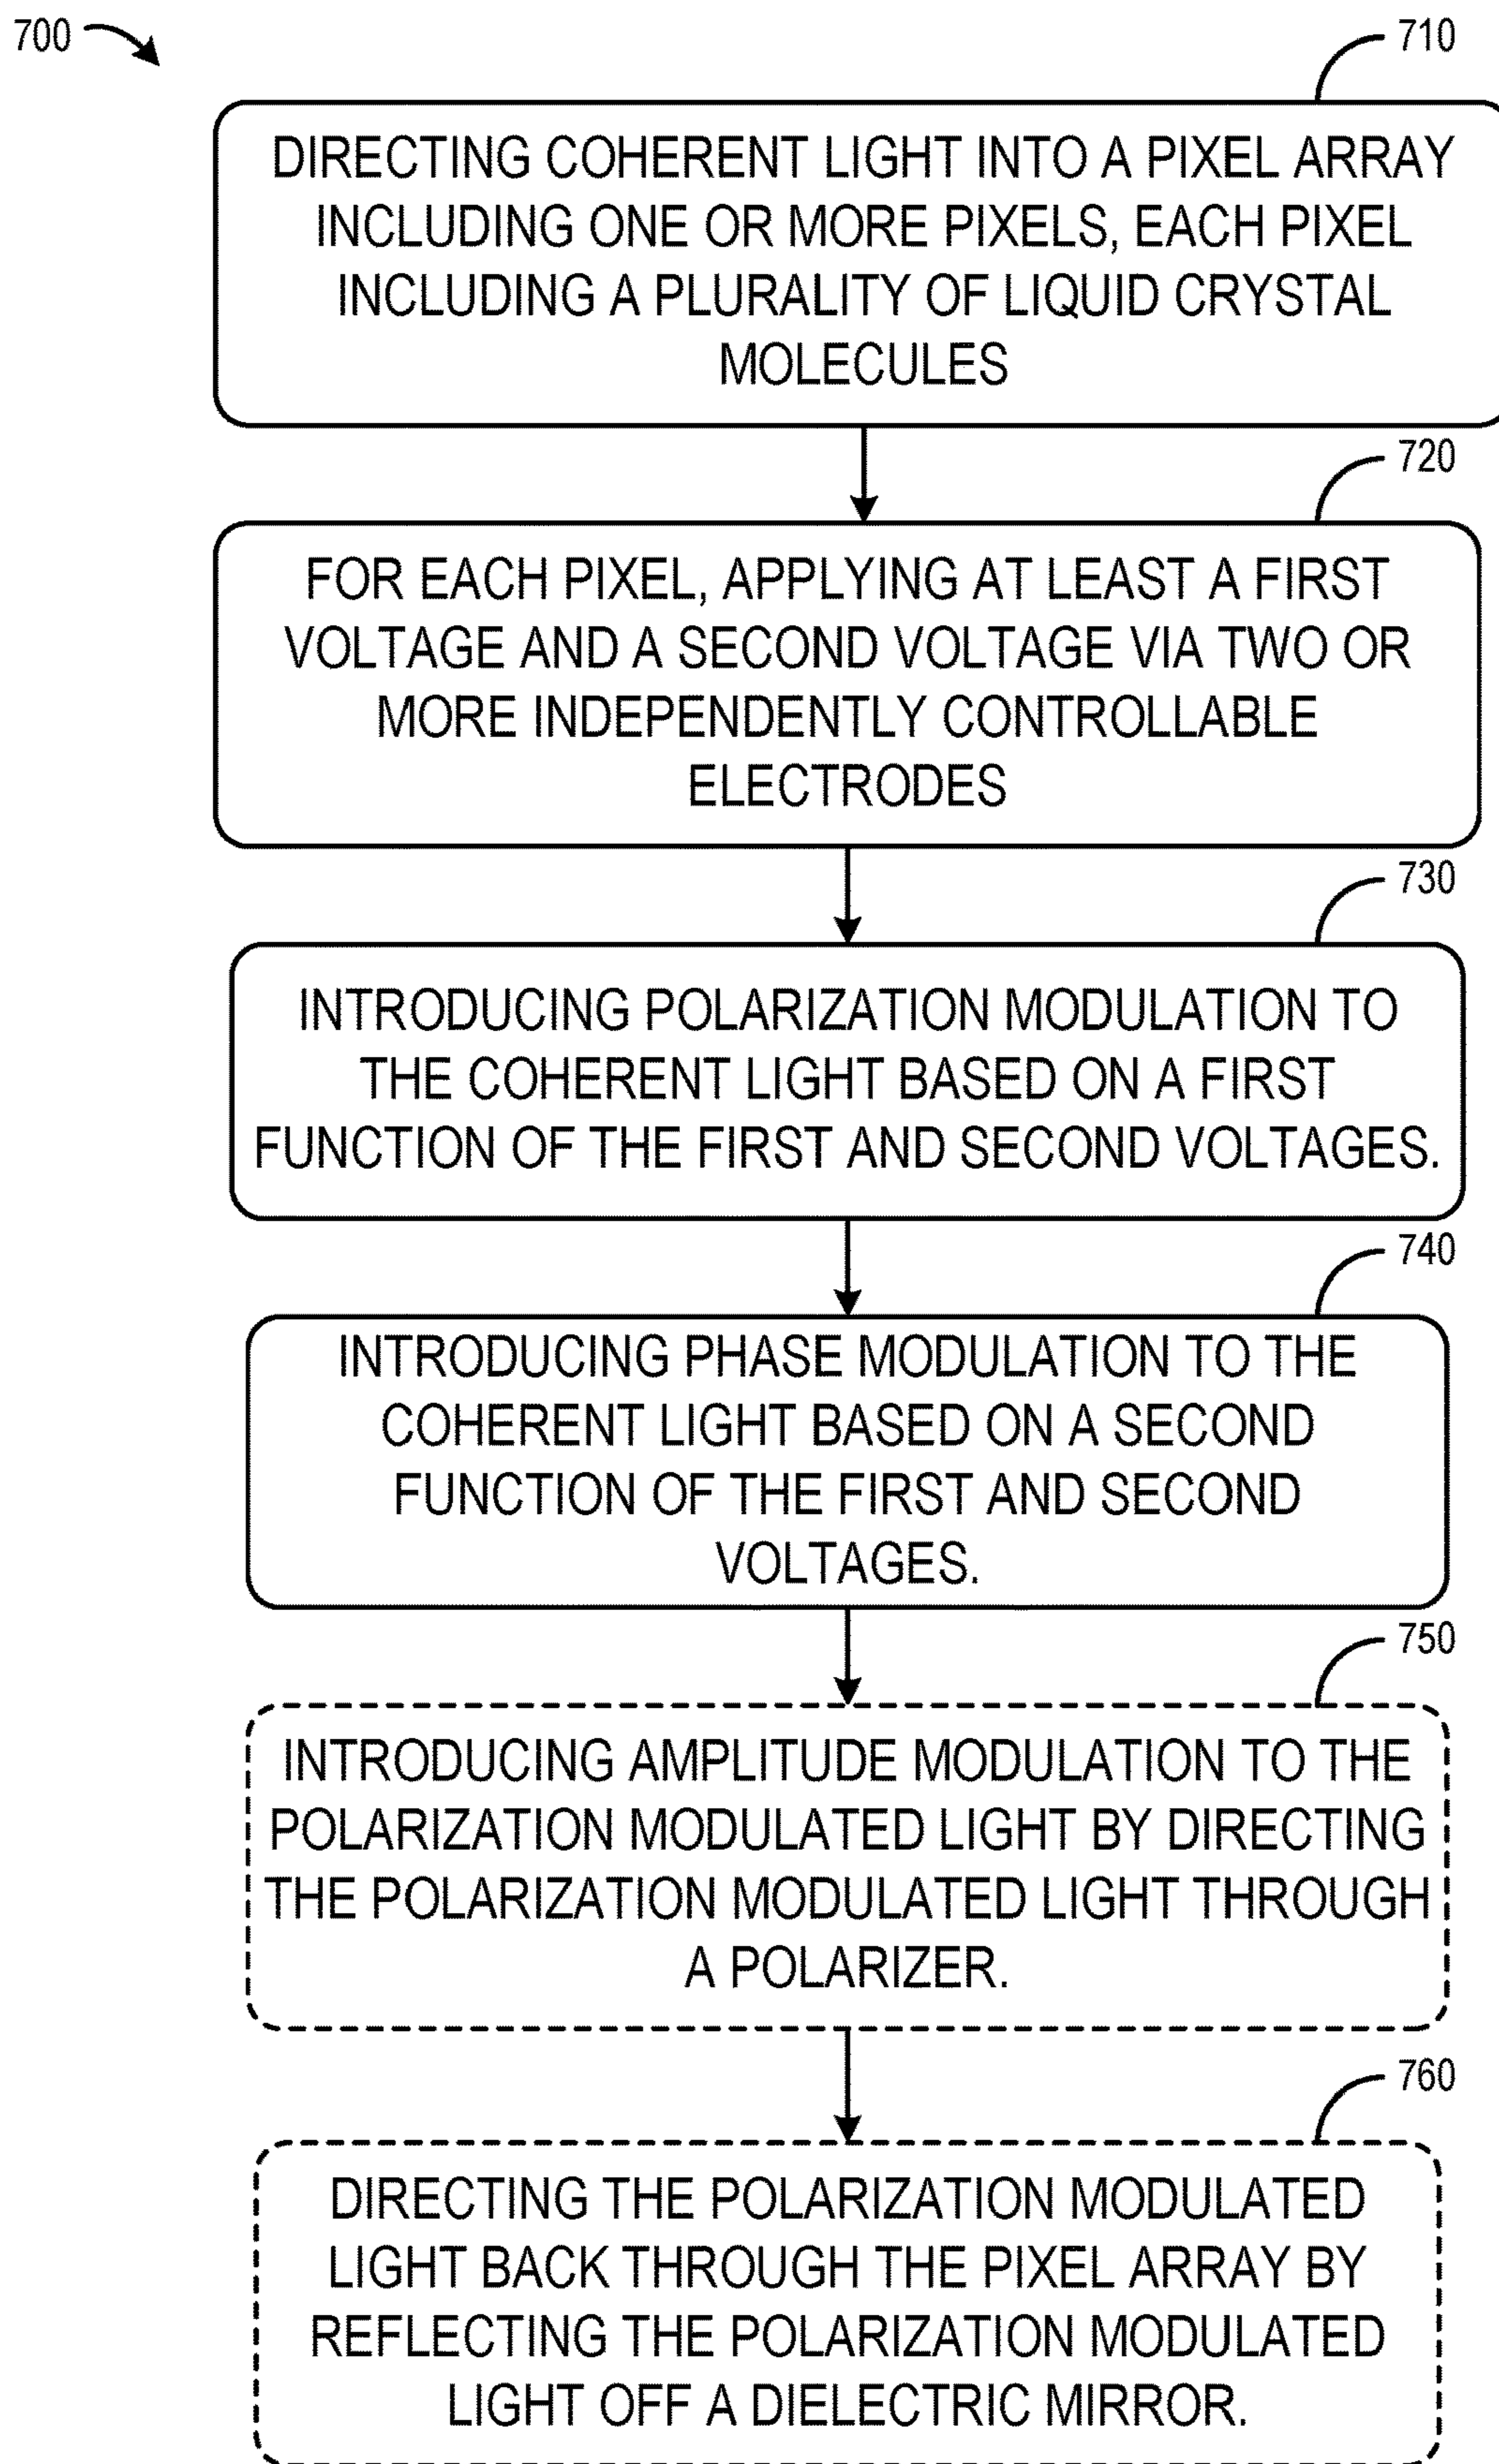 700
710
DIRECTING COHERENT LIGHT INTO A PIXEL ARRAY
INCLUDING ONE OR MORE PIXELS, EACH PIXEL
INCLUDING A PLURALITY OF LIQUID CRYSTAL
MOLECULES
720
FOR EACH PIXEL, APPLYING AT LEAST A FIRST
VOLTAGE AND A SECOND VOLTAGE VIA TWO OR
MORE INDEPENDENTLY CONTROLLABLE
ELECTRODES
730
INTRODUCING POLARIZATION MODULATION TO
THE COHERENT LIGHT BASED ON A FIRST
FUNCTION OF THE FIRST AND SECOND VOLTAGES.
740
INTRODUCING PHASE MODULATION TO THE
COHERENT LIGHT BASED ON A SECOND
FUNCTION OF THE FIRST AND SECOND
VOLTAGES.
750
INTRODUCING AMPLITUDE MODULATION TO THE
POLARIZATION MODULATED LIGHT BY DIRECTING
THE POLARIZATION MODULATED LIGHT THROUGH
A POLARIZER.
760
DIRECTING THE POLARIZATION MODULATED
LIGHT BACK THROUGH THE PIXEL ARRAY BY
REFLECTING THE POLARIZATION MODULATED
LIGHT OFF A DIELECTRIC MIRROR.